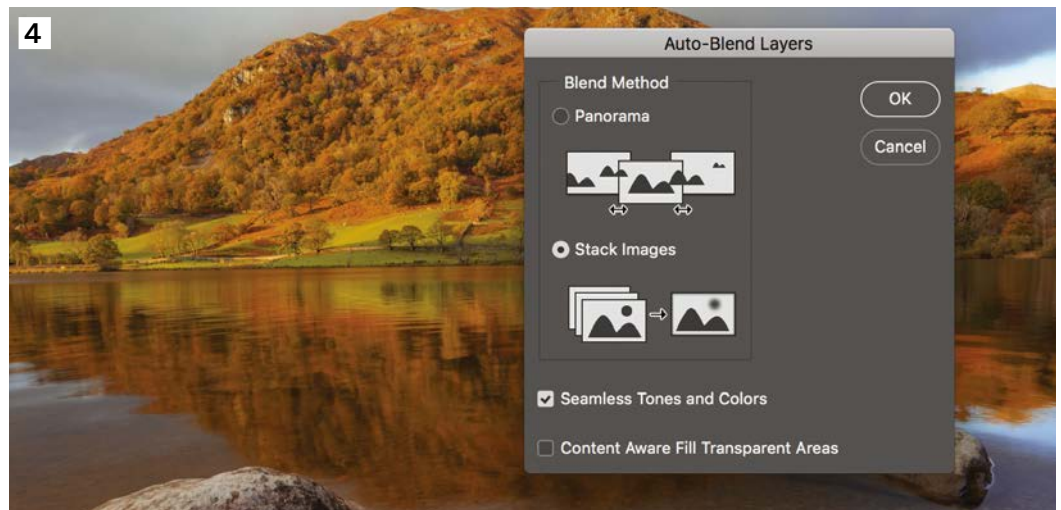 4
Auto-Blend Layers
Blend Method
OK
Panorama
Cancel
Stack Images
Seamless Tones and Colors
Content Aware Fill Transparent Areas